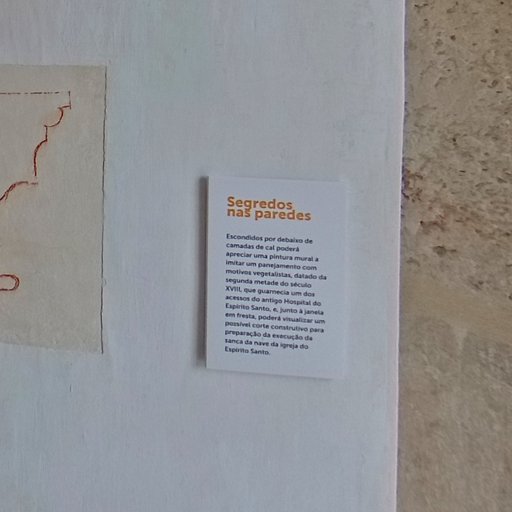 Segredos
nas paredes
Escondidos por debaixo de
camadas de cal poderá
apreciar uma pintura mural a
imitar um panejamento com
motivos vegetalistas, datado da
segunda metade do século
XVIII, que guarnecia um dos
acessos do antigo Hospital do
Espírito Santo, e, junto à janela
em fresta, poderá visualizar um
possível corte construtivo para
preparação da execução da
sanca da nave da igreja do
Espírito Santo.